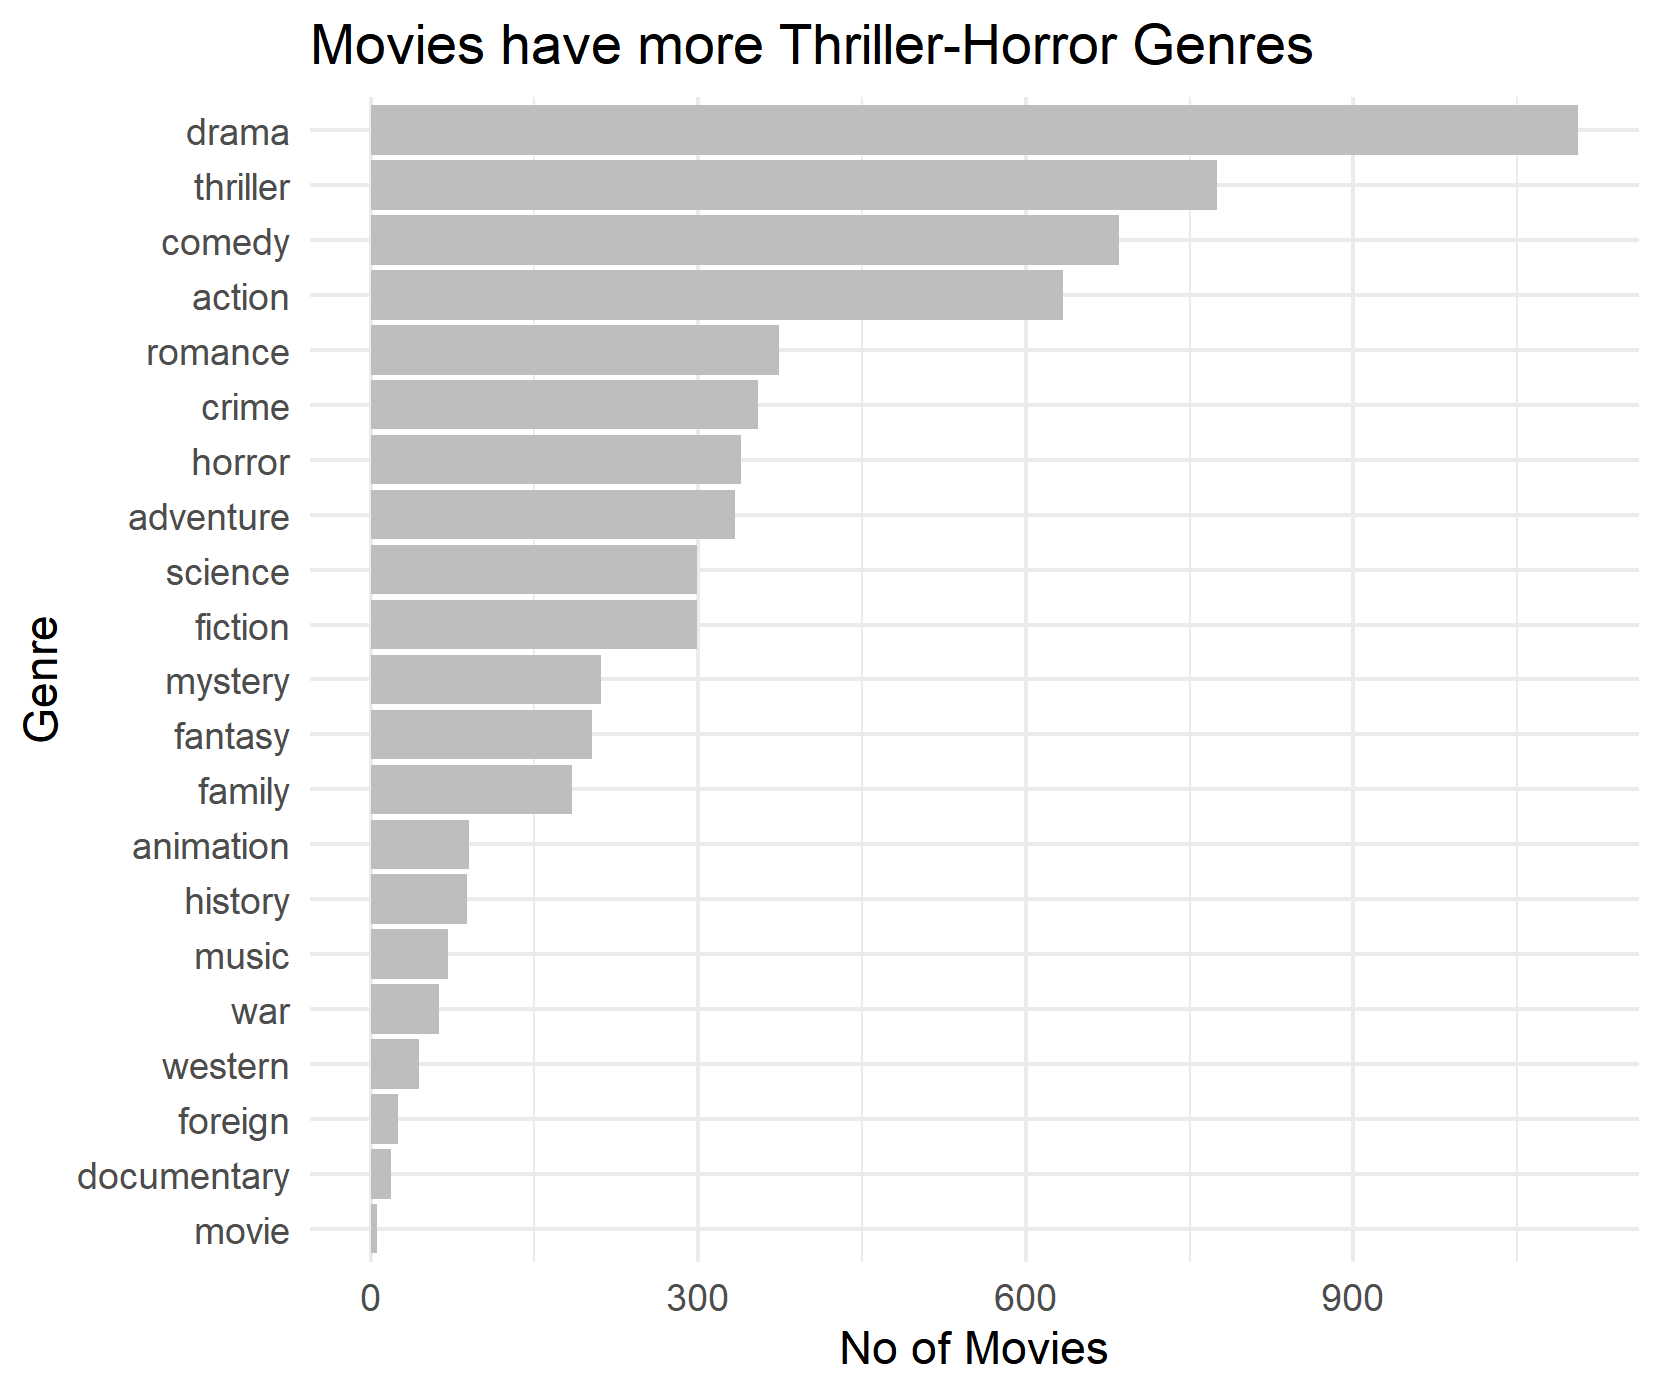 Movies have more Thriller-Horror Genres
drama
thriller
comedy
action
romance
crime
horror
adventure
science
fiction
mystery
fantasy
family
animation
history
music
war
western
foreign
documentary
movie
Genre
0 300 600 900
No of Movies